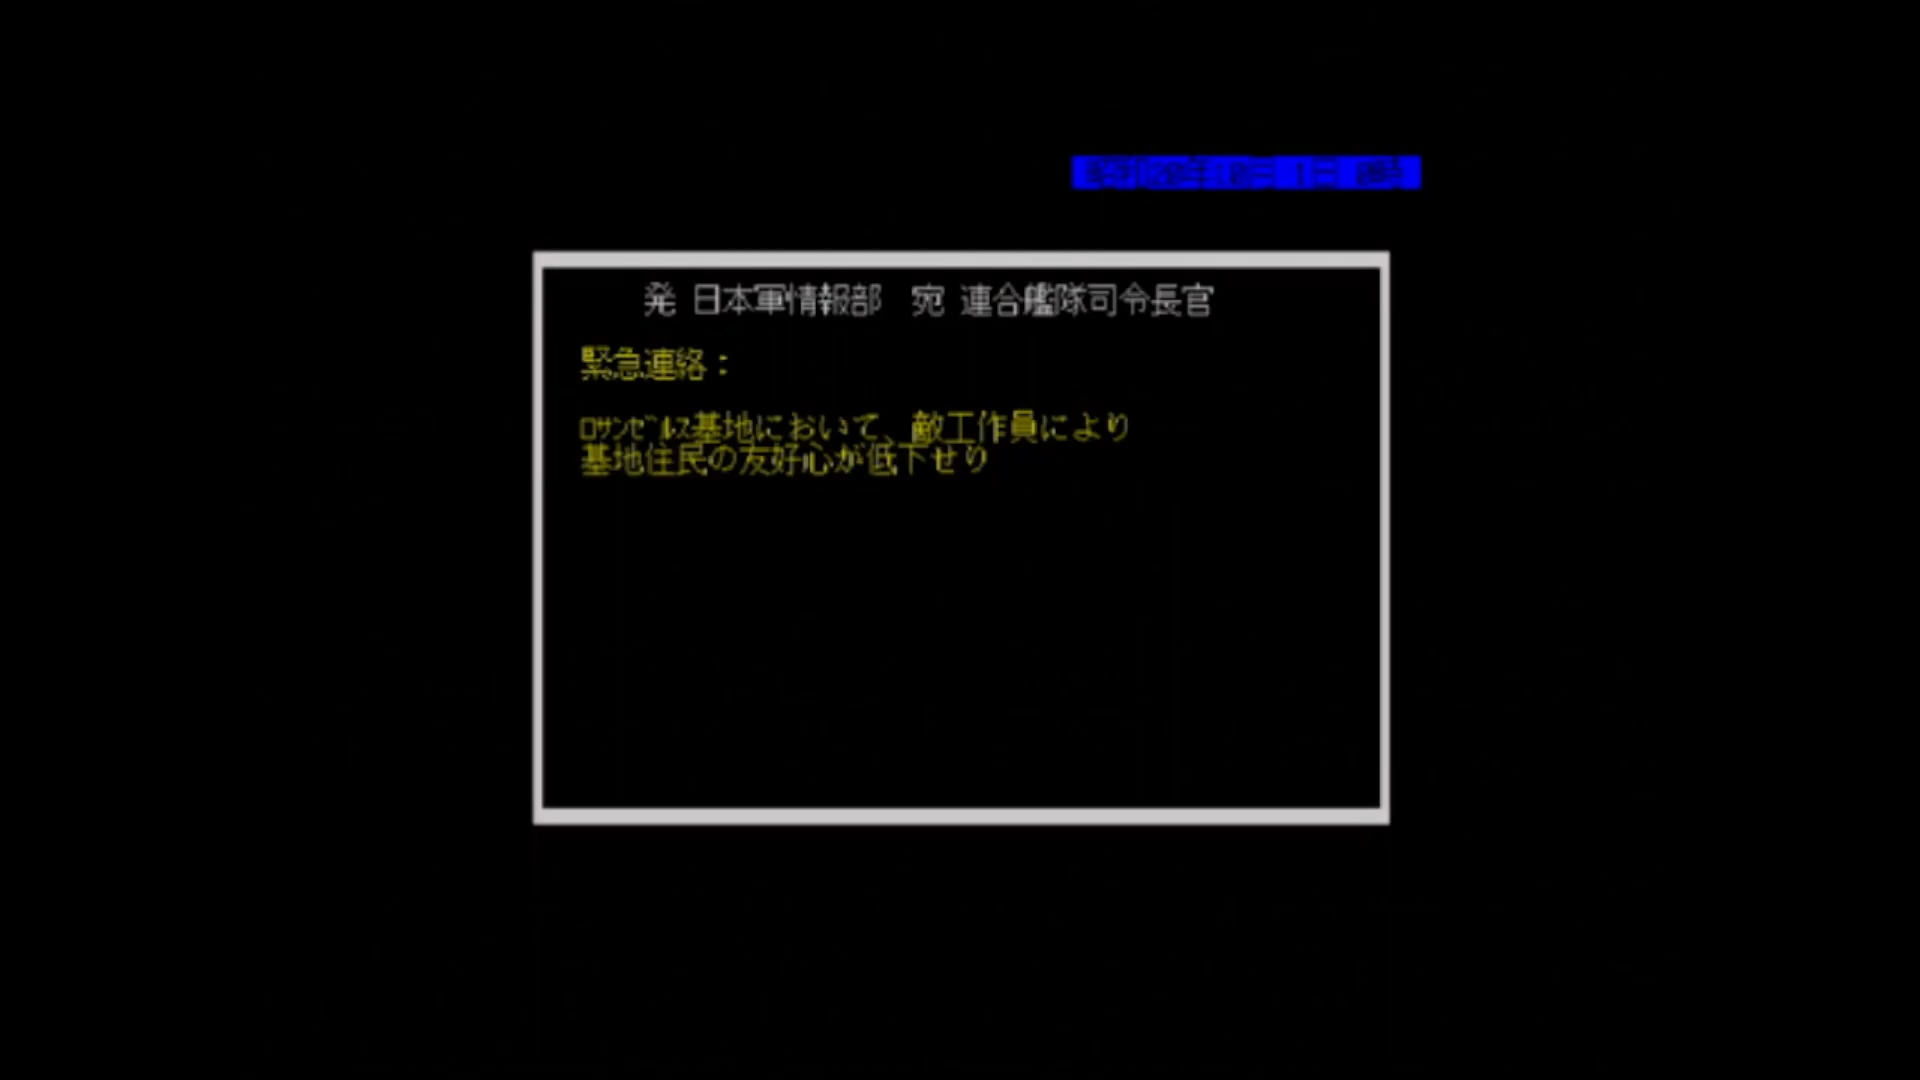 発 日本軍情報部 宛 連合艦隊司令長官
緊急連絡：
ﾛｻﾝｾﾞﾙｽ基地において、敵工作員により
基地住民の友好心が低下せり